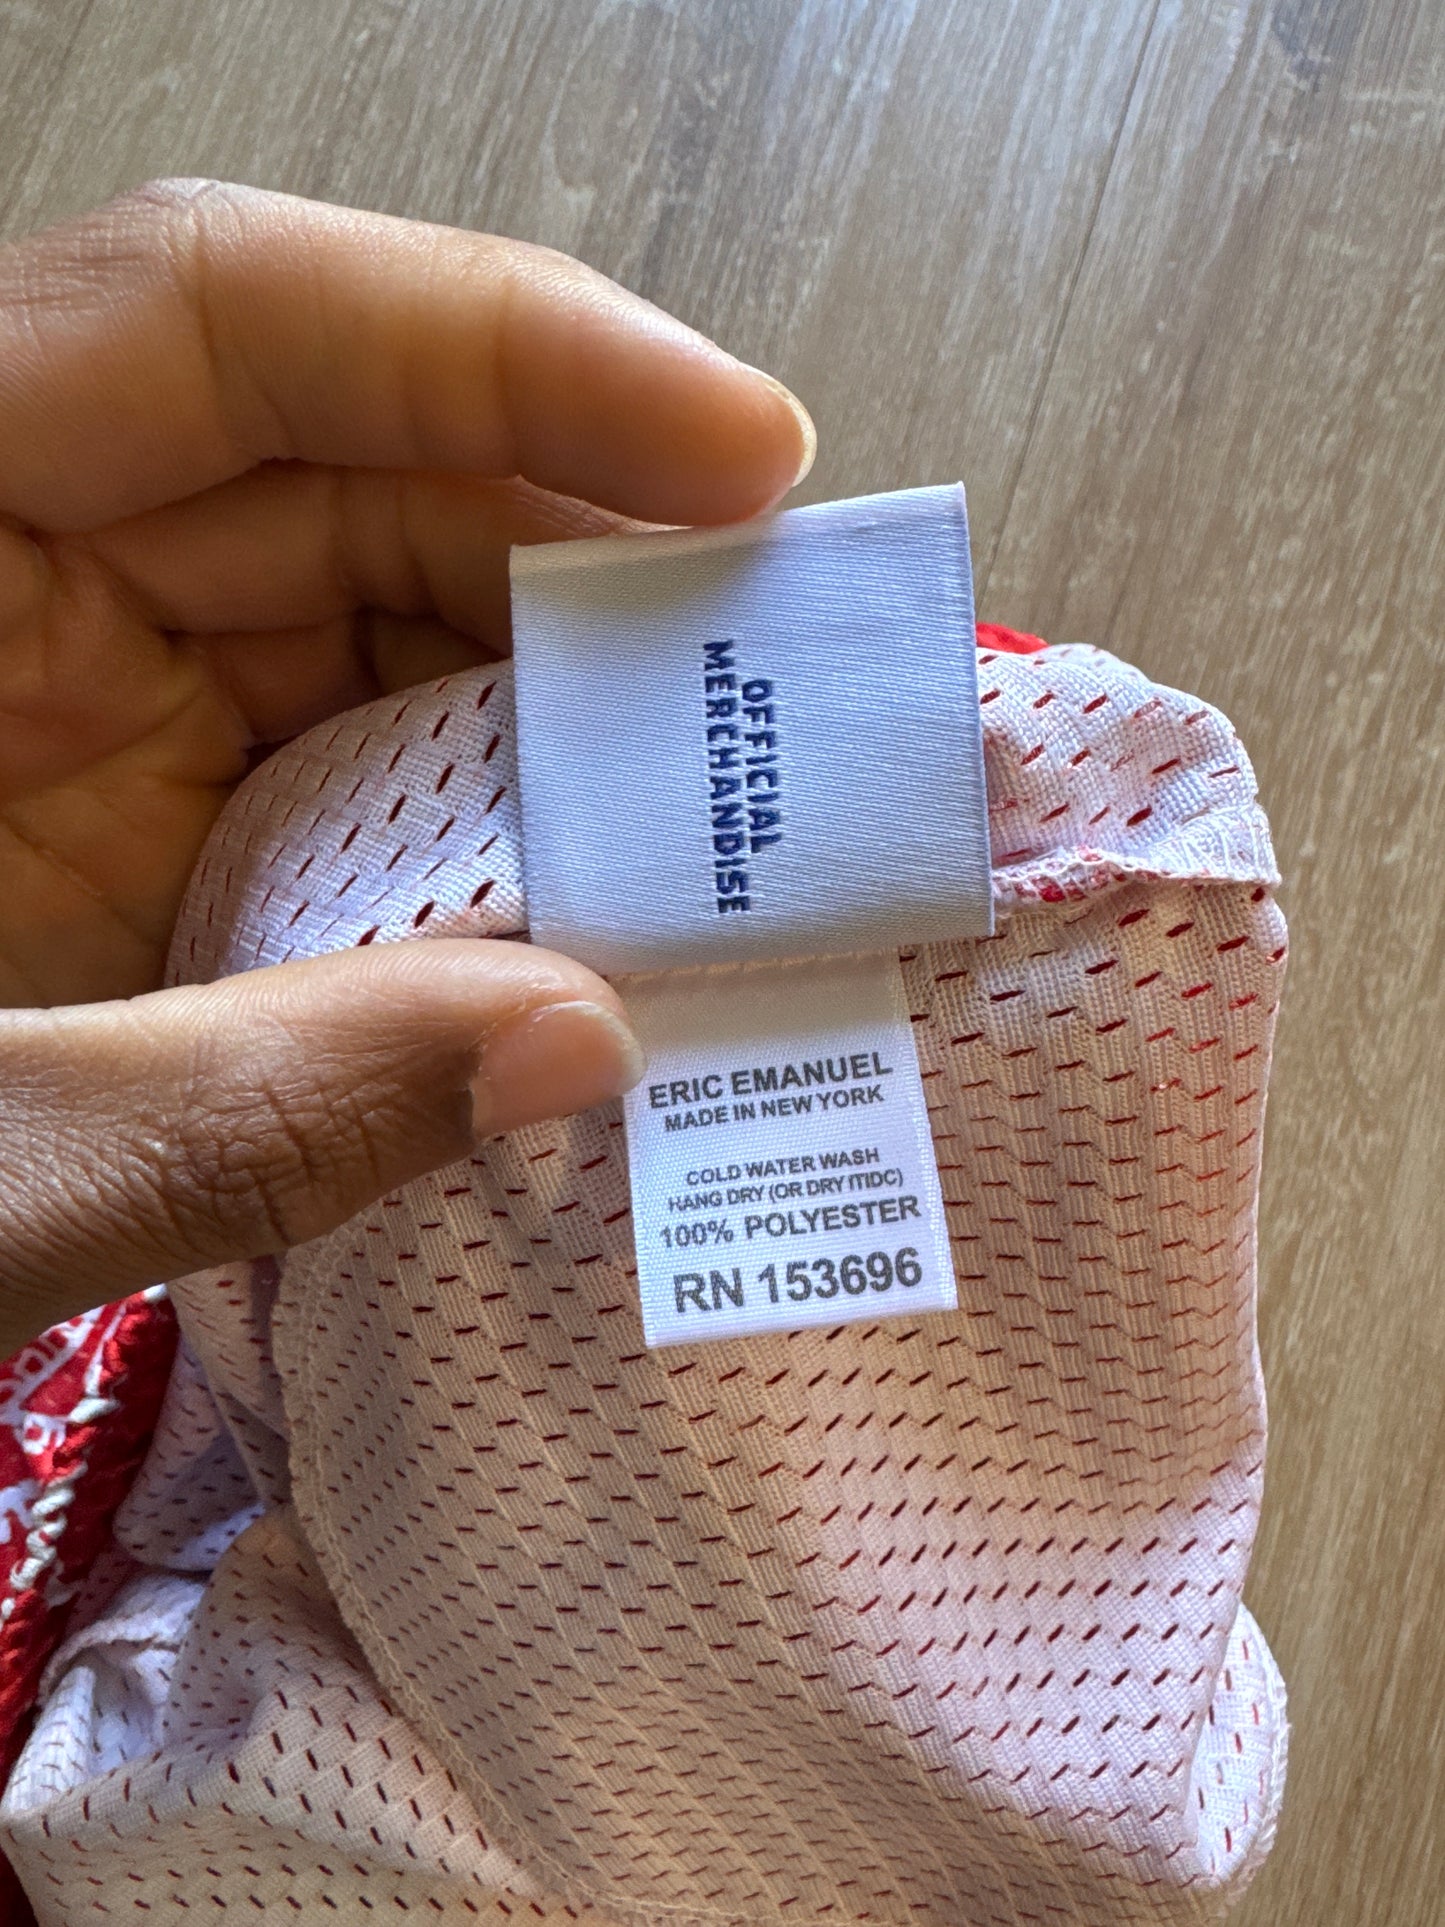 OFFICIAL
MERCHANDISE
ERIC EMANUEL
MADE IN NEW YORK
COLD WATER WASH
HANG DRY (OR DRY ITIDC)
100% POLYESTER
RN 153696